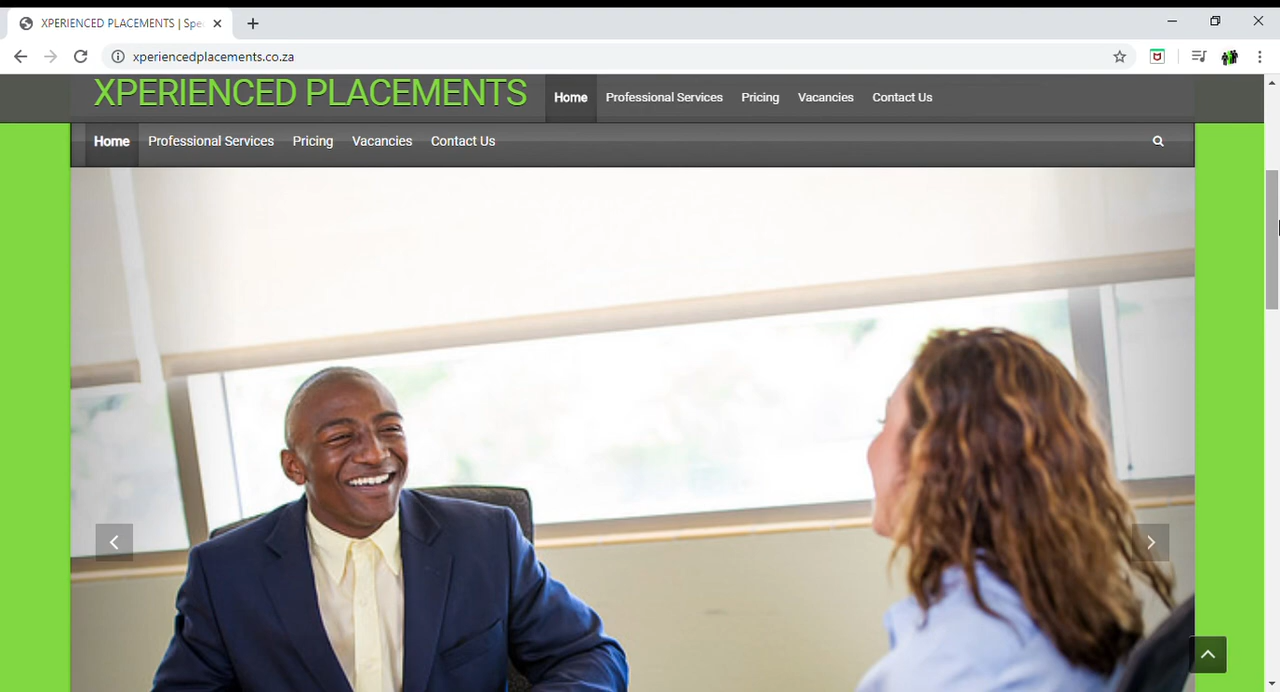 XPERIENCED PLACEMENTS | Spe
xperiencedplacements.co.za
XPERIENCED PLACEMENTS
Home Professional Services Pricing Vacancies Contact Us
Home Professional Services Pricing Vacancies Contact Us